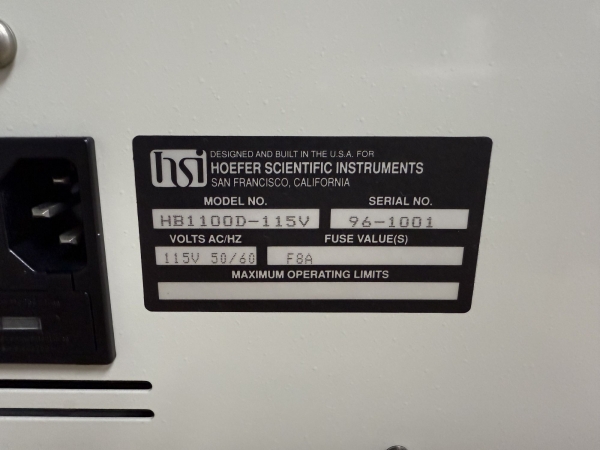 hsi
DESIGNED AND BUILT IN THE U.S.A. FOR
HOEFER SCIENTIFIC INSTRUMENTS
SAN FRANCISCO, CALIFORNIA
MODEL NO. SERIAL NO.
HB1100D-115V 96-1001
VOLTS AC/HZ FUSE VALUE(S)
115V 50/60 F8A
MAXIMUM OPERATING LIMITS